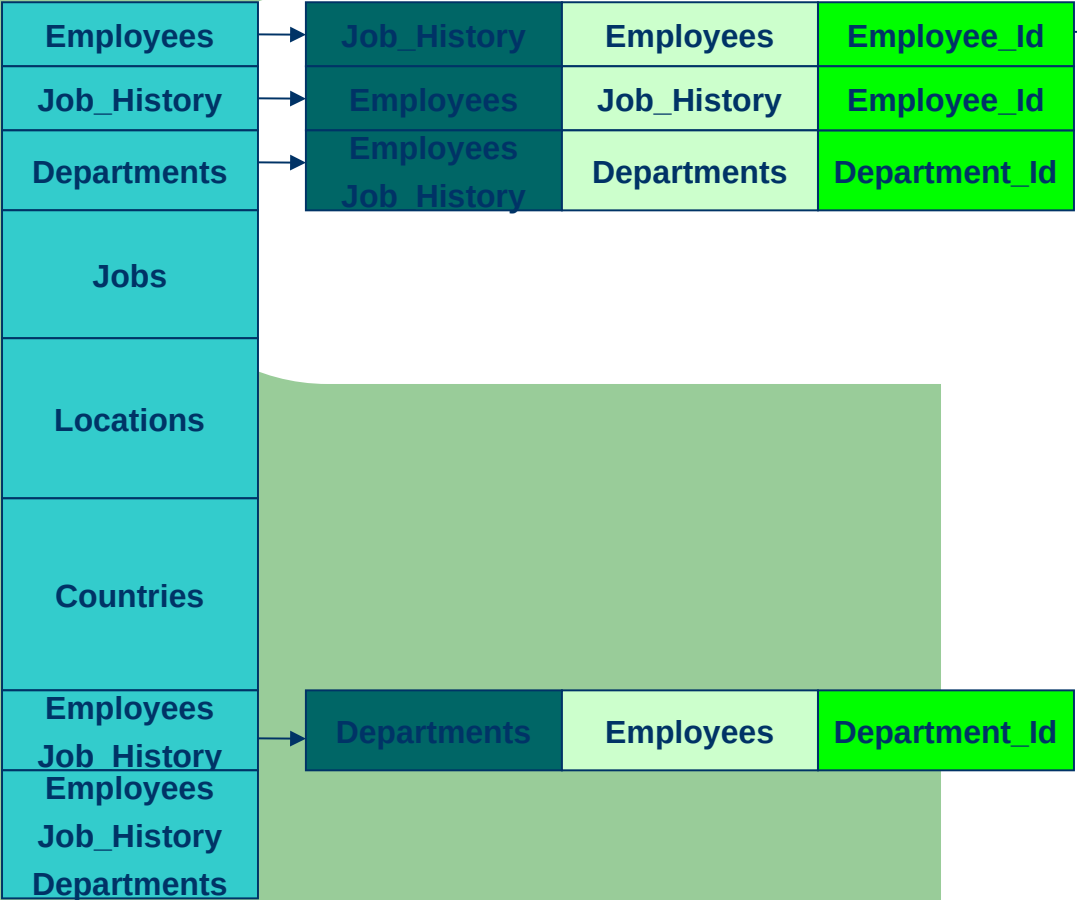 Employees Job_History Employees Employee_Id
Job_History Employees Job_History Employee_Id
Employees
Departments Departments Department_Id
Job_History
Jobs
Locations
Countries
Employees
Departments Employees Department_Id
Job_History
Employees
Job_History
Departments